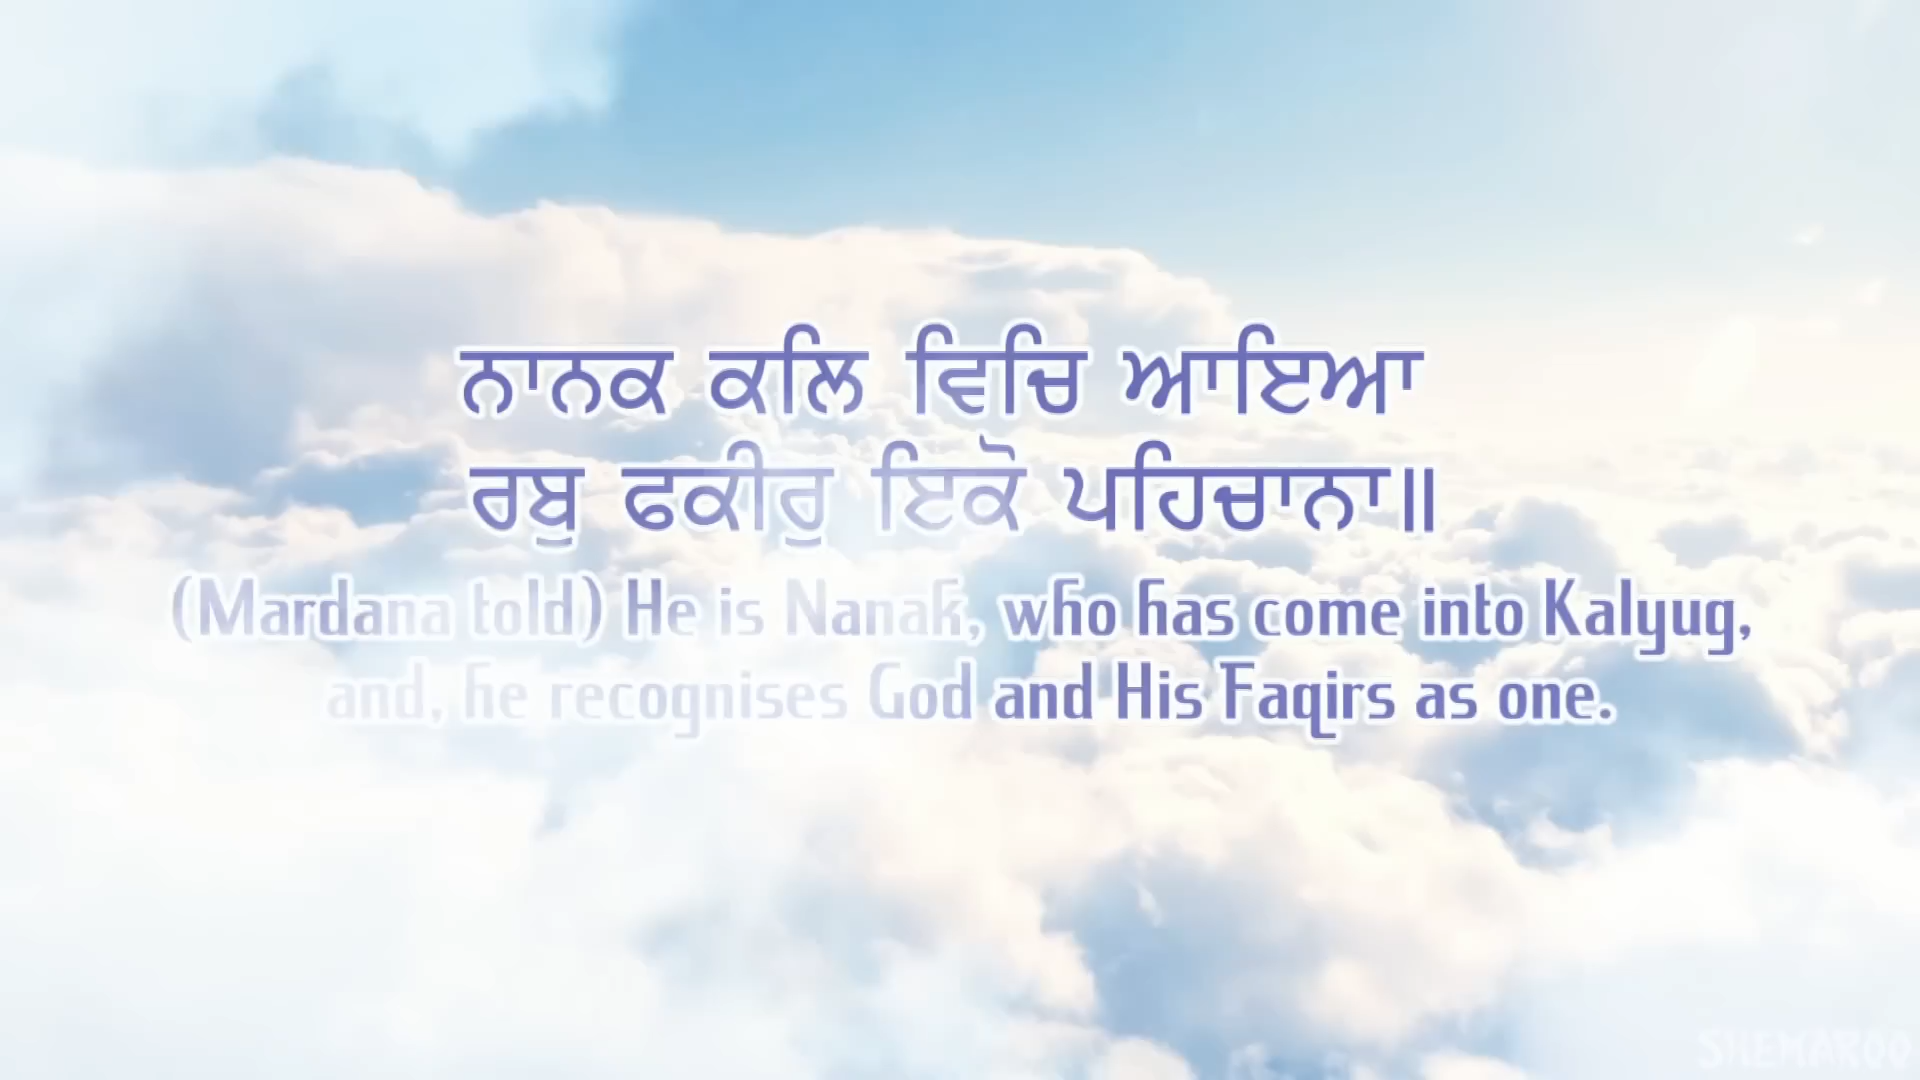 ਨਾਨਕ ਕਲਿ ਵਿਚਿ ਆਇਆ
ਰਬੁ ਫਕੀਰੁ ਇਕੋ ਪਹਿਚਾਨਾ॥
(Mardana told) He is Nanak, who has come into Kalyug,
and, he recognises God and His Faqirs as one.
SHEMAROO